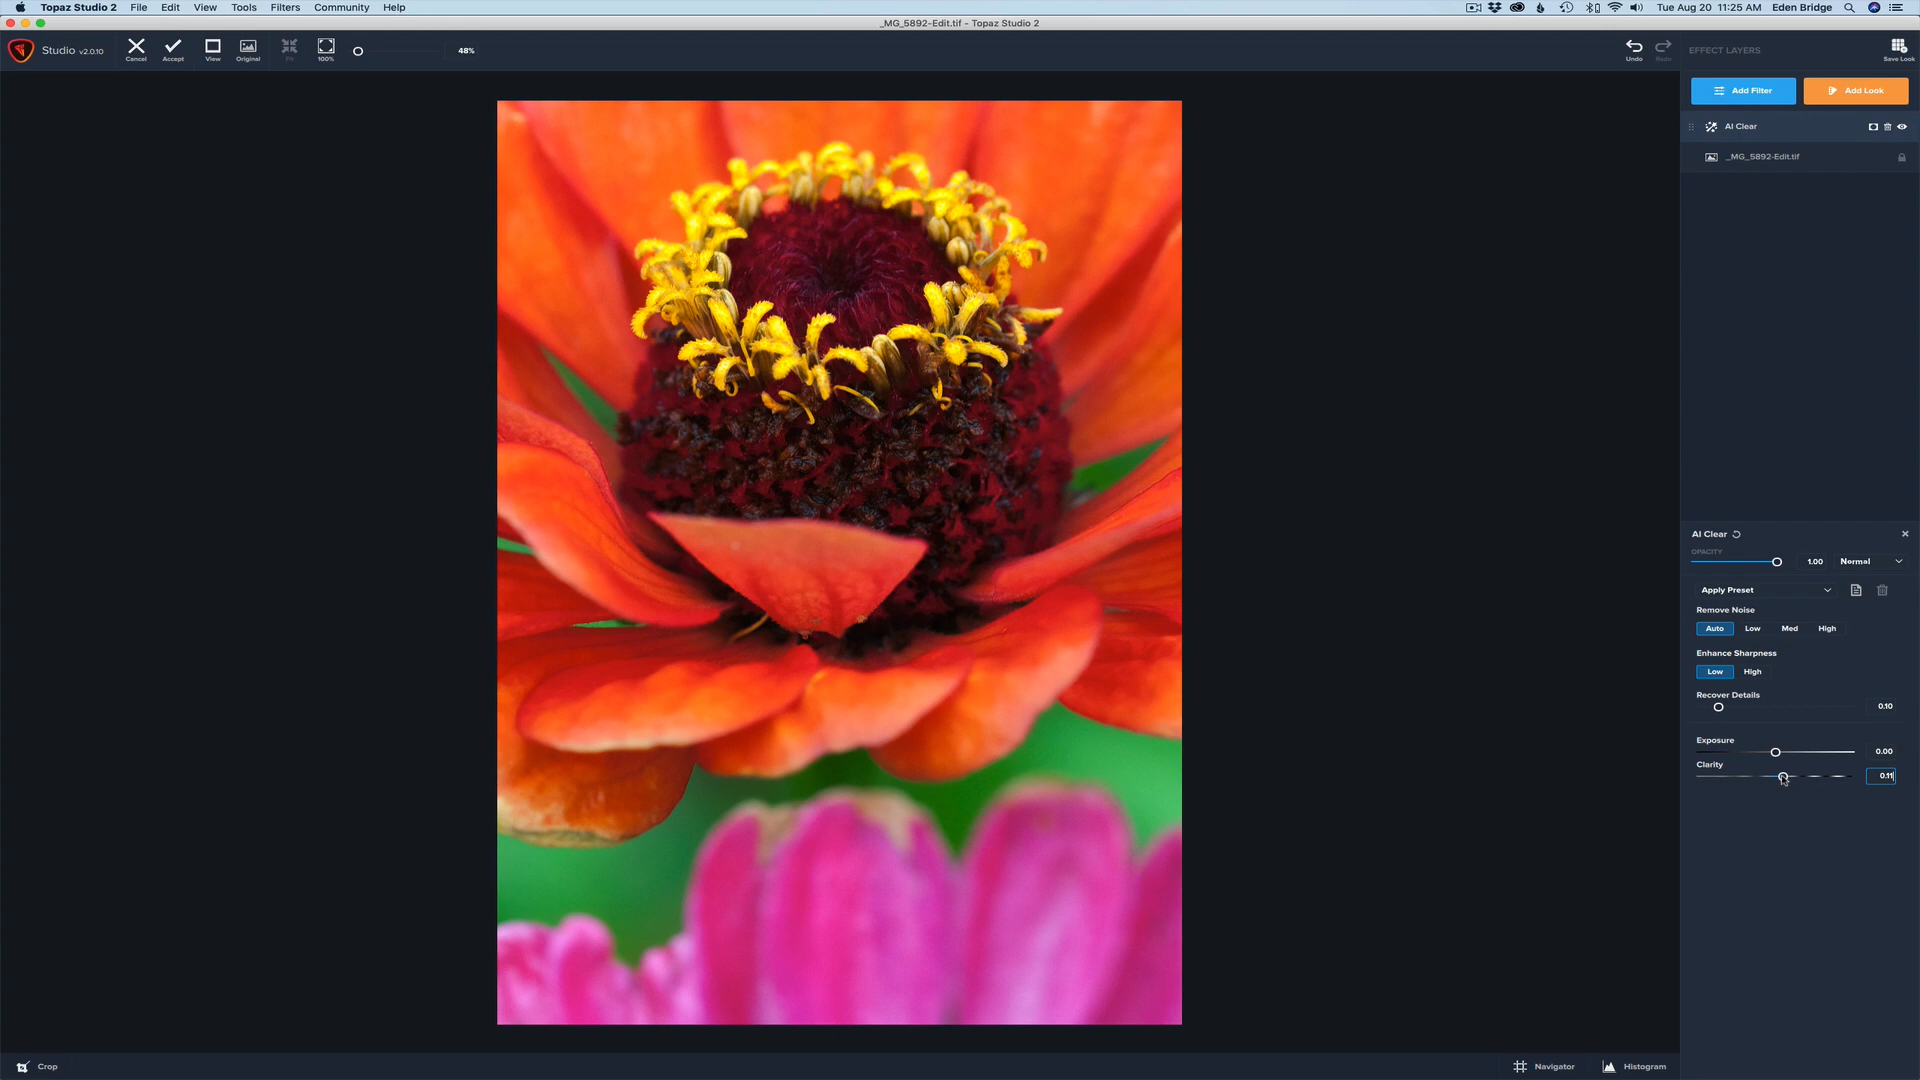 Topaz Studio 2 File Edit View Tools Filters Community Help Tue Aug 20 11:25 AM Eden Bridge
_MG_5892-Edit.tif - Topaz Studio 2
Studio v2.0.10
Cancel Accept View Original Fit 100% 48% Undo Redo
EFFECT LAYERS
Save Look
Add Filter Add Look
AI Clear
_MG_5892-Edit.tif
AI Clear
OPACITY
1.00 Normal
Apply Preset
Remove Noise
Auto Low Med High
Enhance Sharpness
Low High
Recover Details
0.10
Exposure
0.00
Clarity
0.11
Crop Navigator Histogram